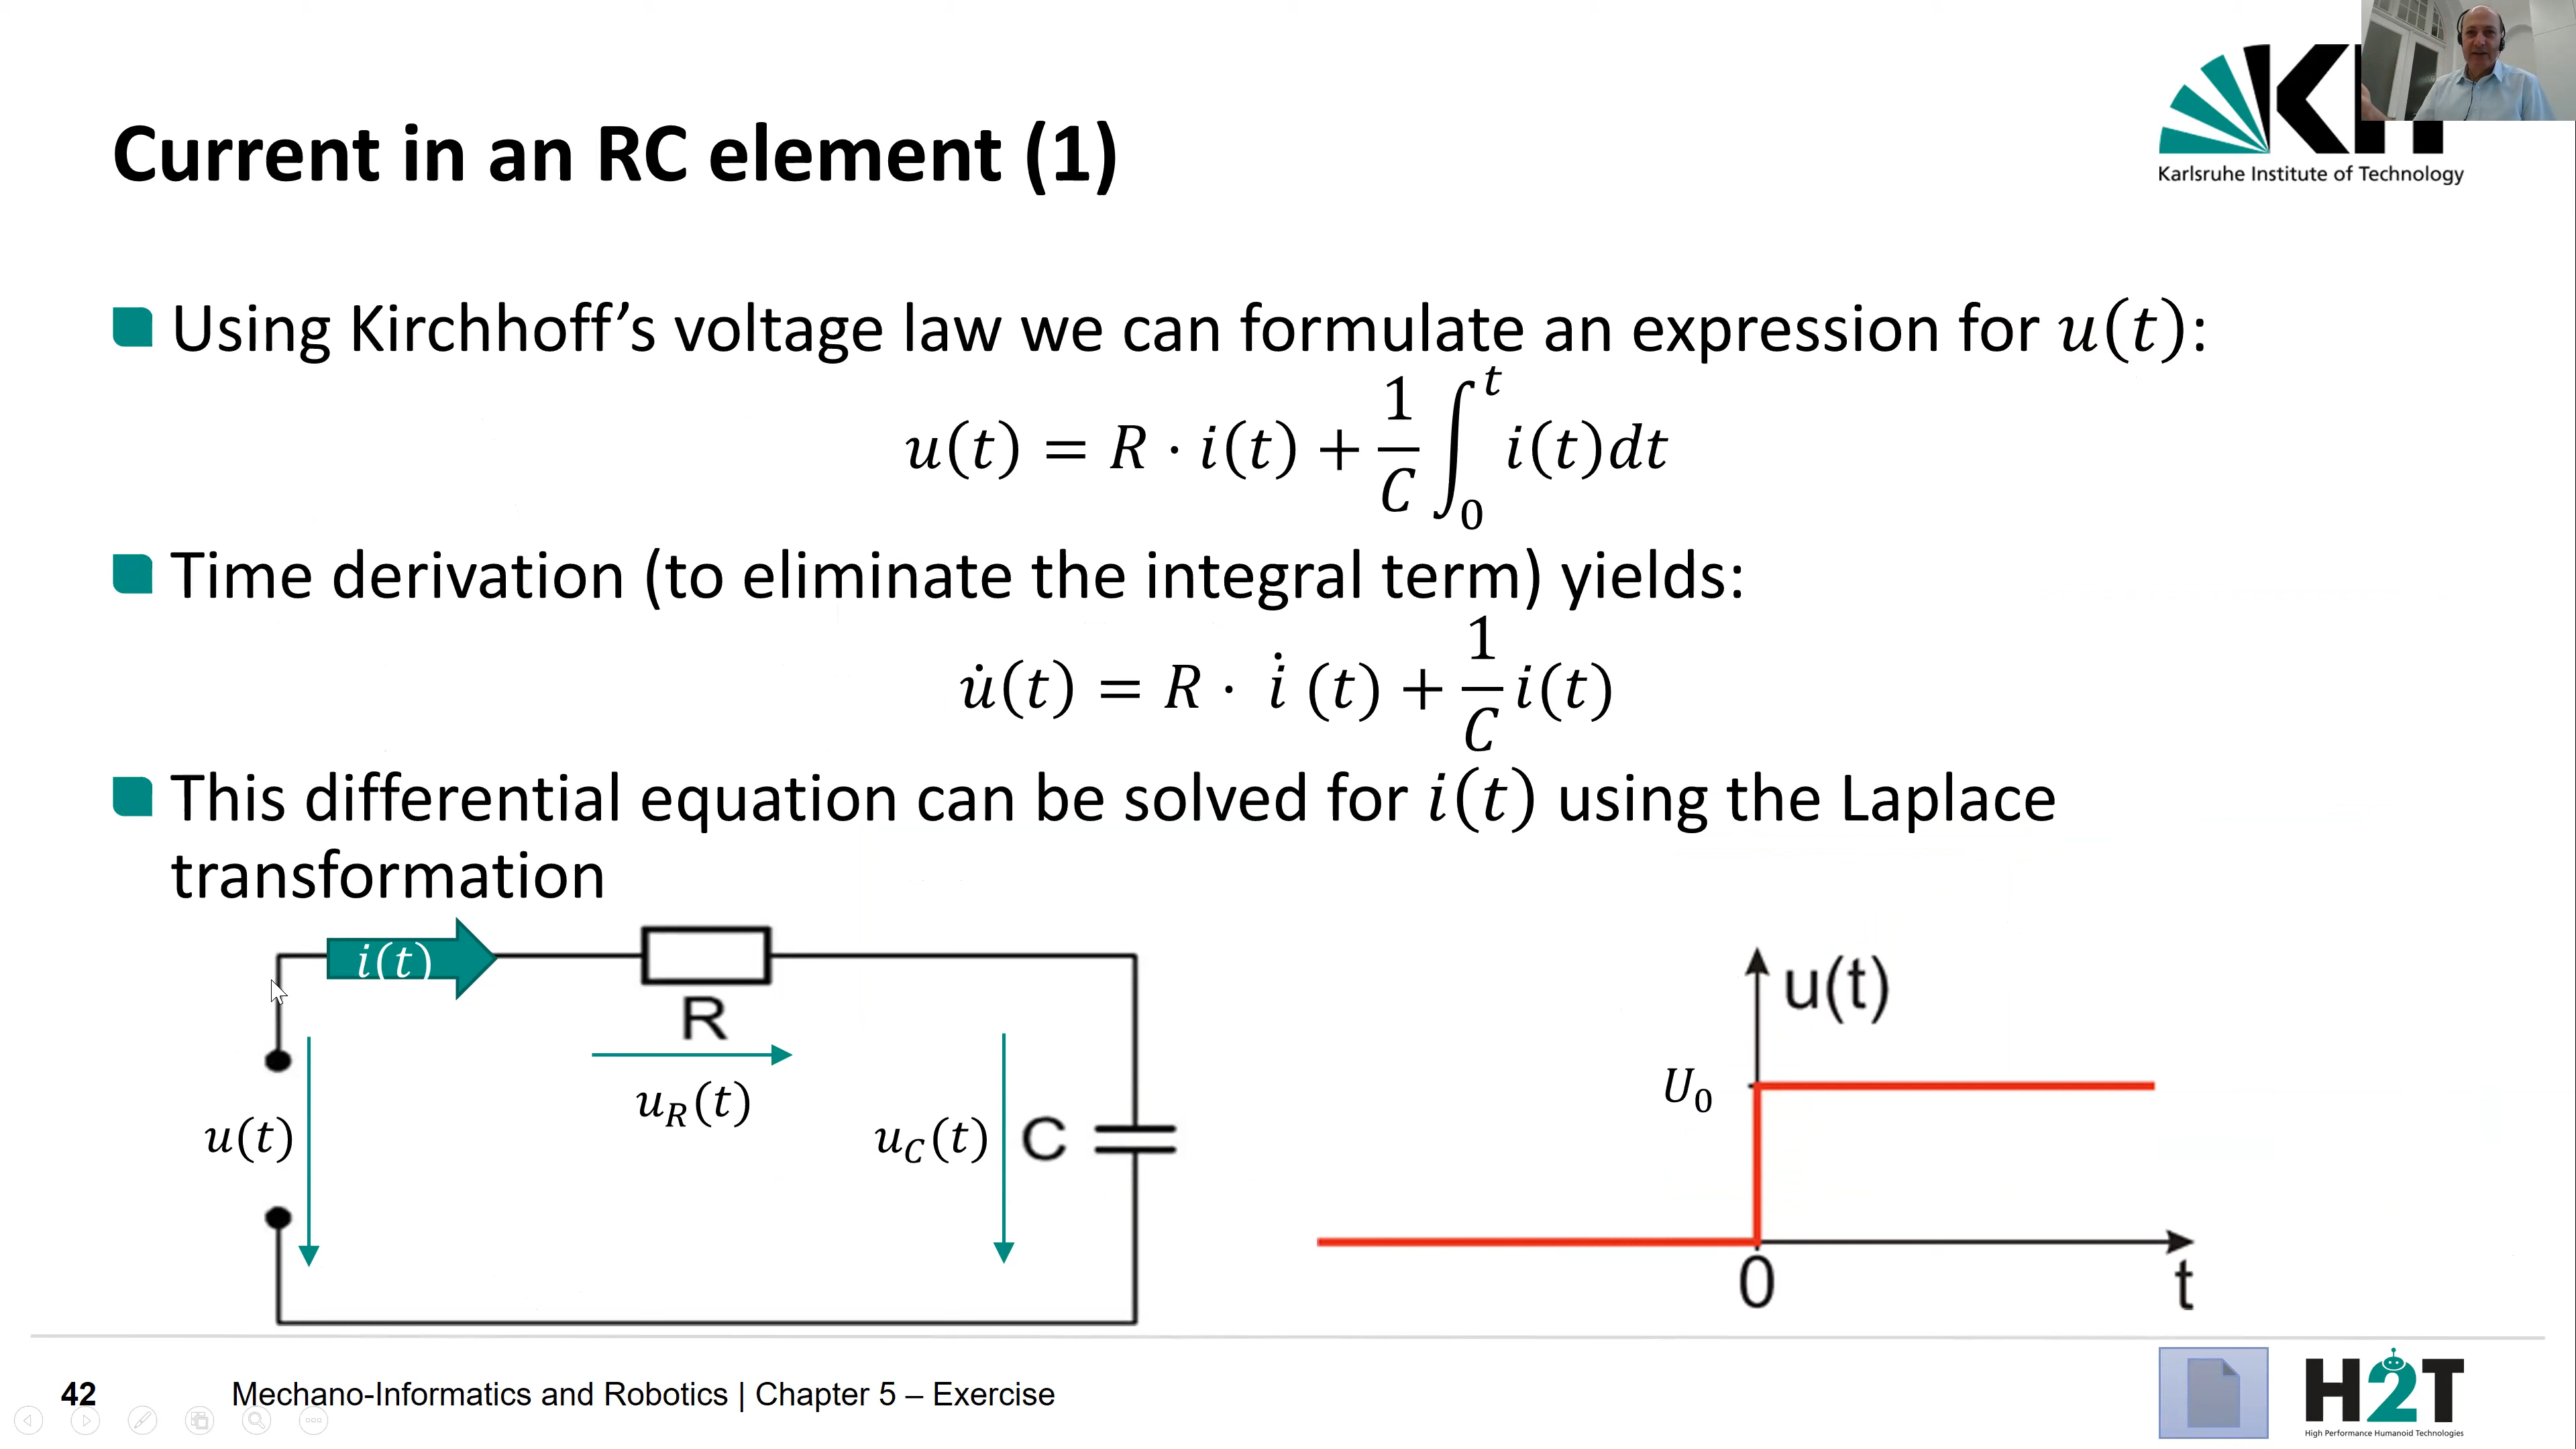 Current in an RC element (1)
Karlsruhe Institute of Technology
Using Kirchhoff’s voltage law we can formulate an expression for u(t):
u(t) = R · i(t) + 1/C ∫₀ᵗ i(t)dt
Time derivation (to eliminate the integral term) yields:
u̇(t) = R · i̇ (t) + 1/C i(t)
This differential equation can be solved for i(t) using the Laplace
transformation
i(t)
R
u_R(t)
u(t)
u_C(t)
C
u(t)
U₀
0
t
42
Mechano-Informatics and Robotics | Chapter 5 – Exercise
H2T
High Performance Humanoid Technologies